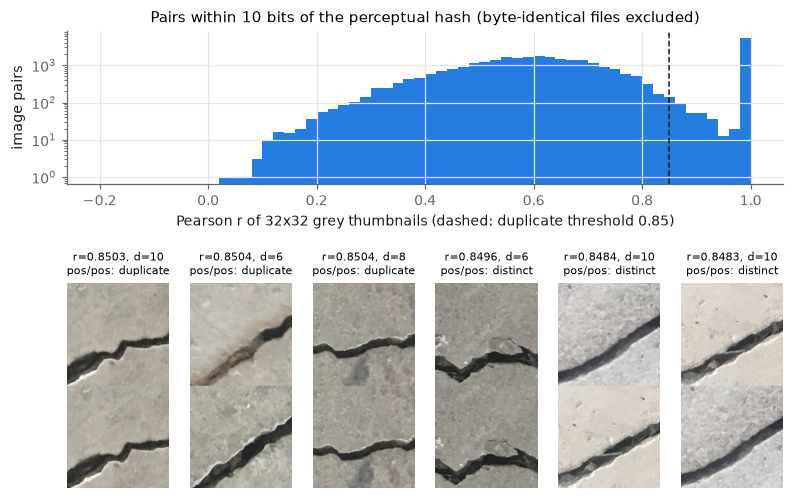 Pairs within 10 bits of the perceptual hash (byte-identical files excluded)
image pairs
10³
10²
10¹
10⁰
−0.2 0.0 0.2 0.4 0.6 0.8 1.0
Pearson r of 32x32 grey thumbnails (dashed: duplicate threshold 0.85)
r=0.8503, d=10
pos/pos: duplicate
r=0.8504, d=6
pos/pos: duplicate
r=0.8504, d=8
pos/pos: duplicate
r=0.8496, d=6
pos/pos: distinct
r=0.8484, d=10
pos/pos: distinct
r=0.8483, d=10
pos/pos: distinct